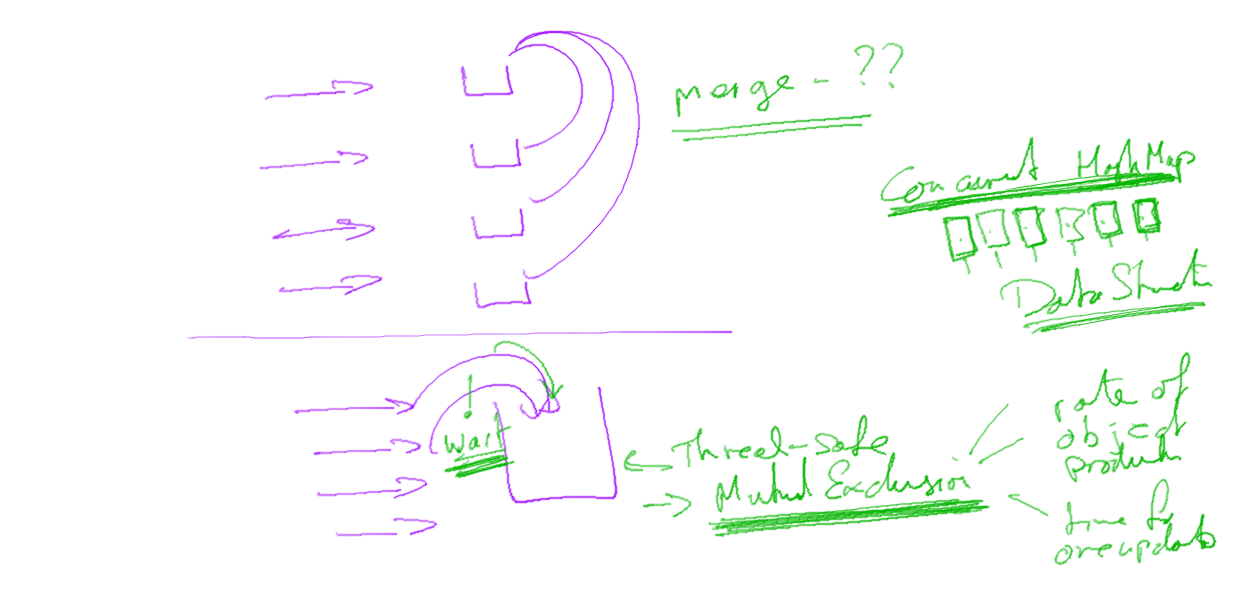 merge - ??
Concurrent HashMap
Data Struct
wait
Thread-safe
Mutual Exclusion
rate of
object
production
time for
one update